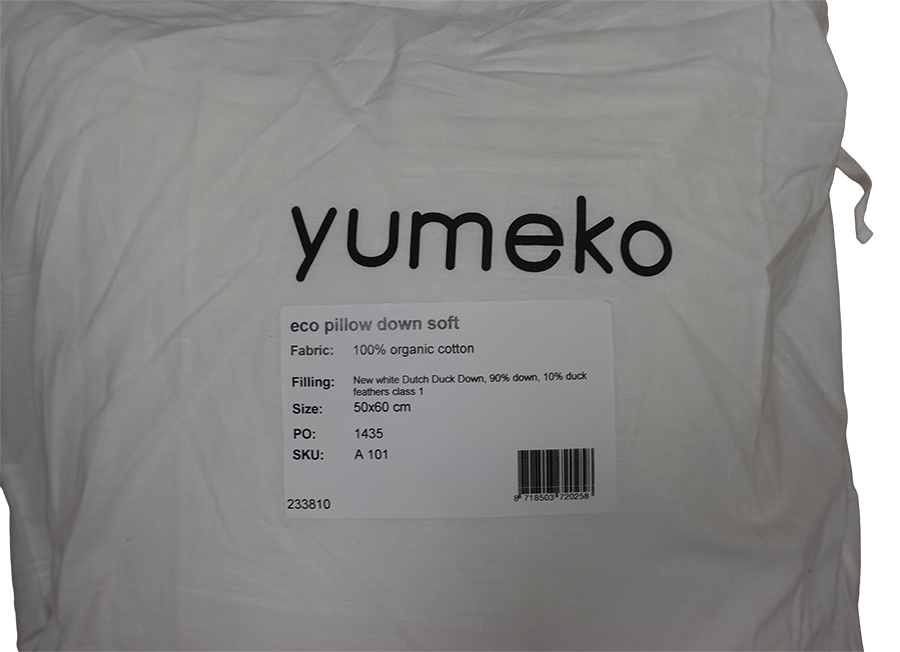 yumeko
eco pillow down soft
Fabric: 100% organic cotton
Filling: New white Dutch Duck Down, 90% down, 10% duck
feathers class 1
Size: 50x60 cm
PO: 1435
SKU: A 101
233810
8 718503 720258